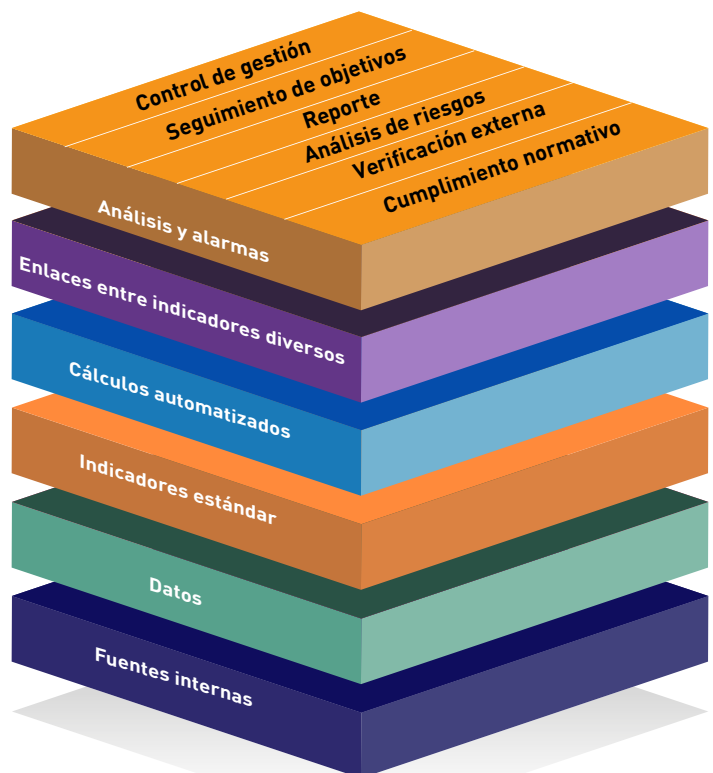 Control de gestión
Seguimiento de objetivos
Reporte
Análisis de riesgos
Verificación externa
Cumplimiento normativo
Análisis y alarmas
Enlaces entre indicadores diversos
Cálculos automatizados
Indicadores estándar
Datos
Fuentes internas